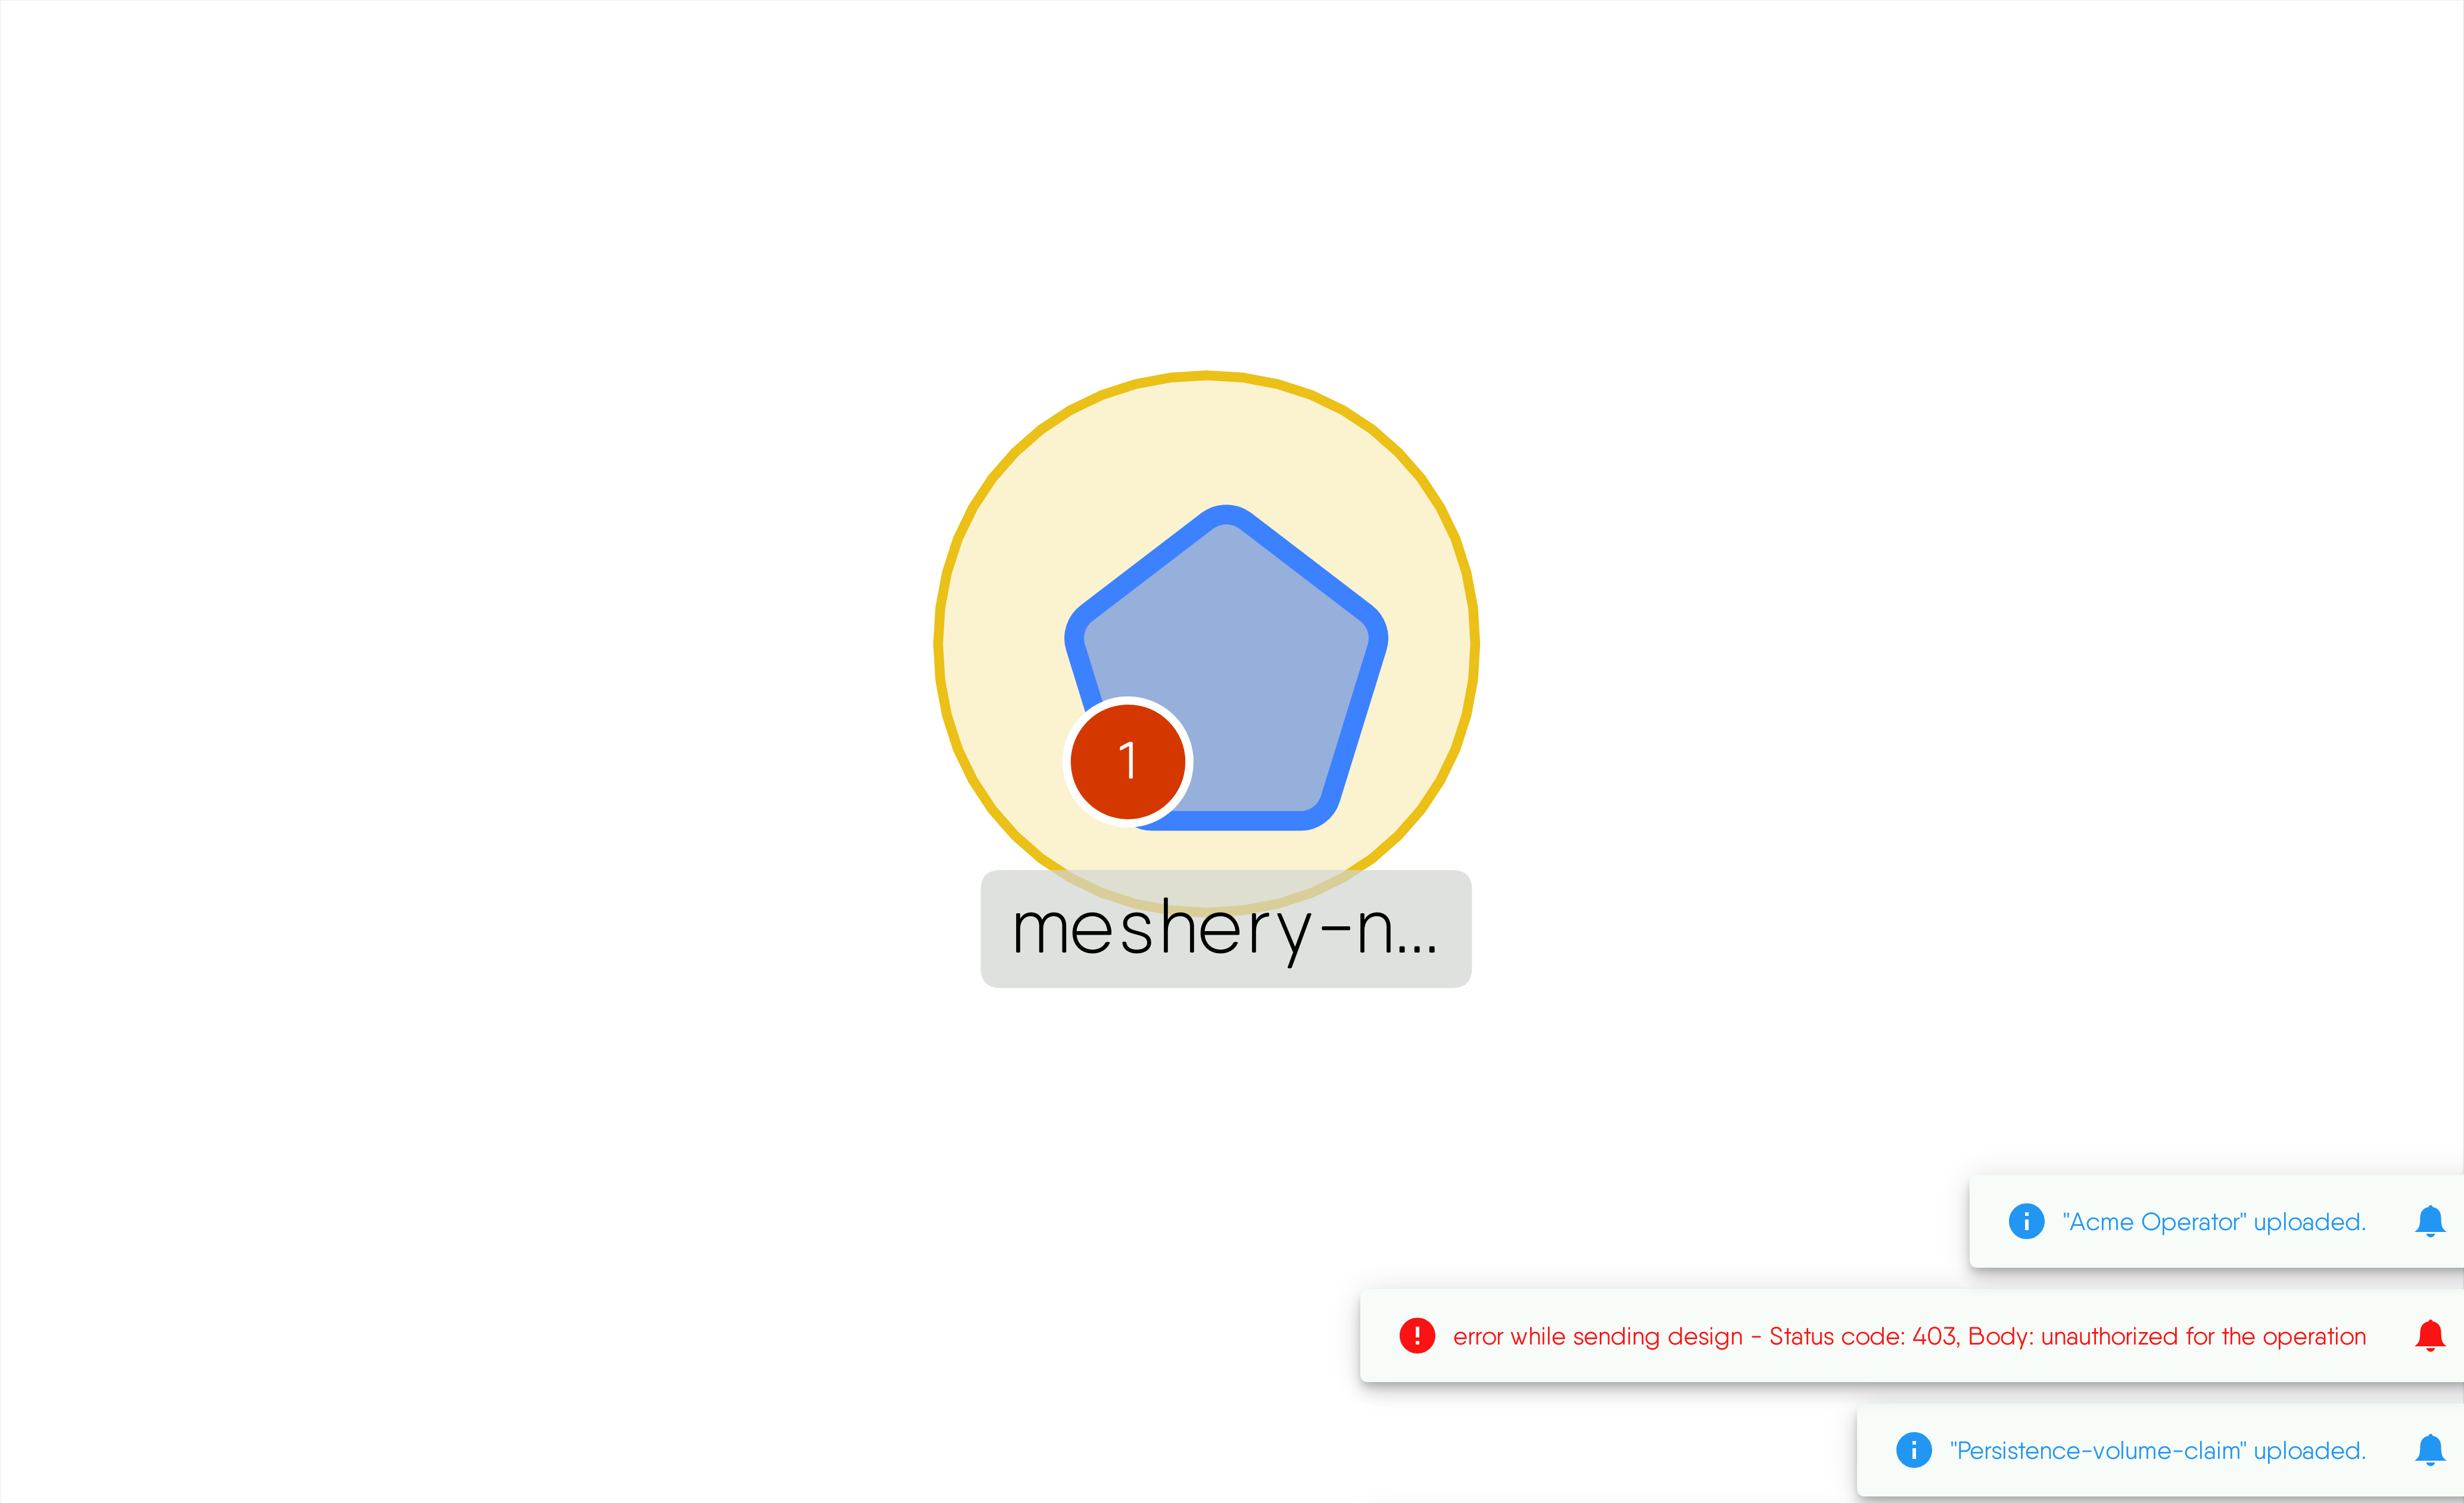 1
meshery-n...
"Acme Operator" uploaded.
error while sending design - Status code: 403, Body: unauthorized for the operation
"Persistence-volume-claim" uploaded.